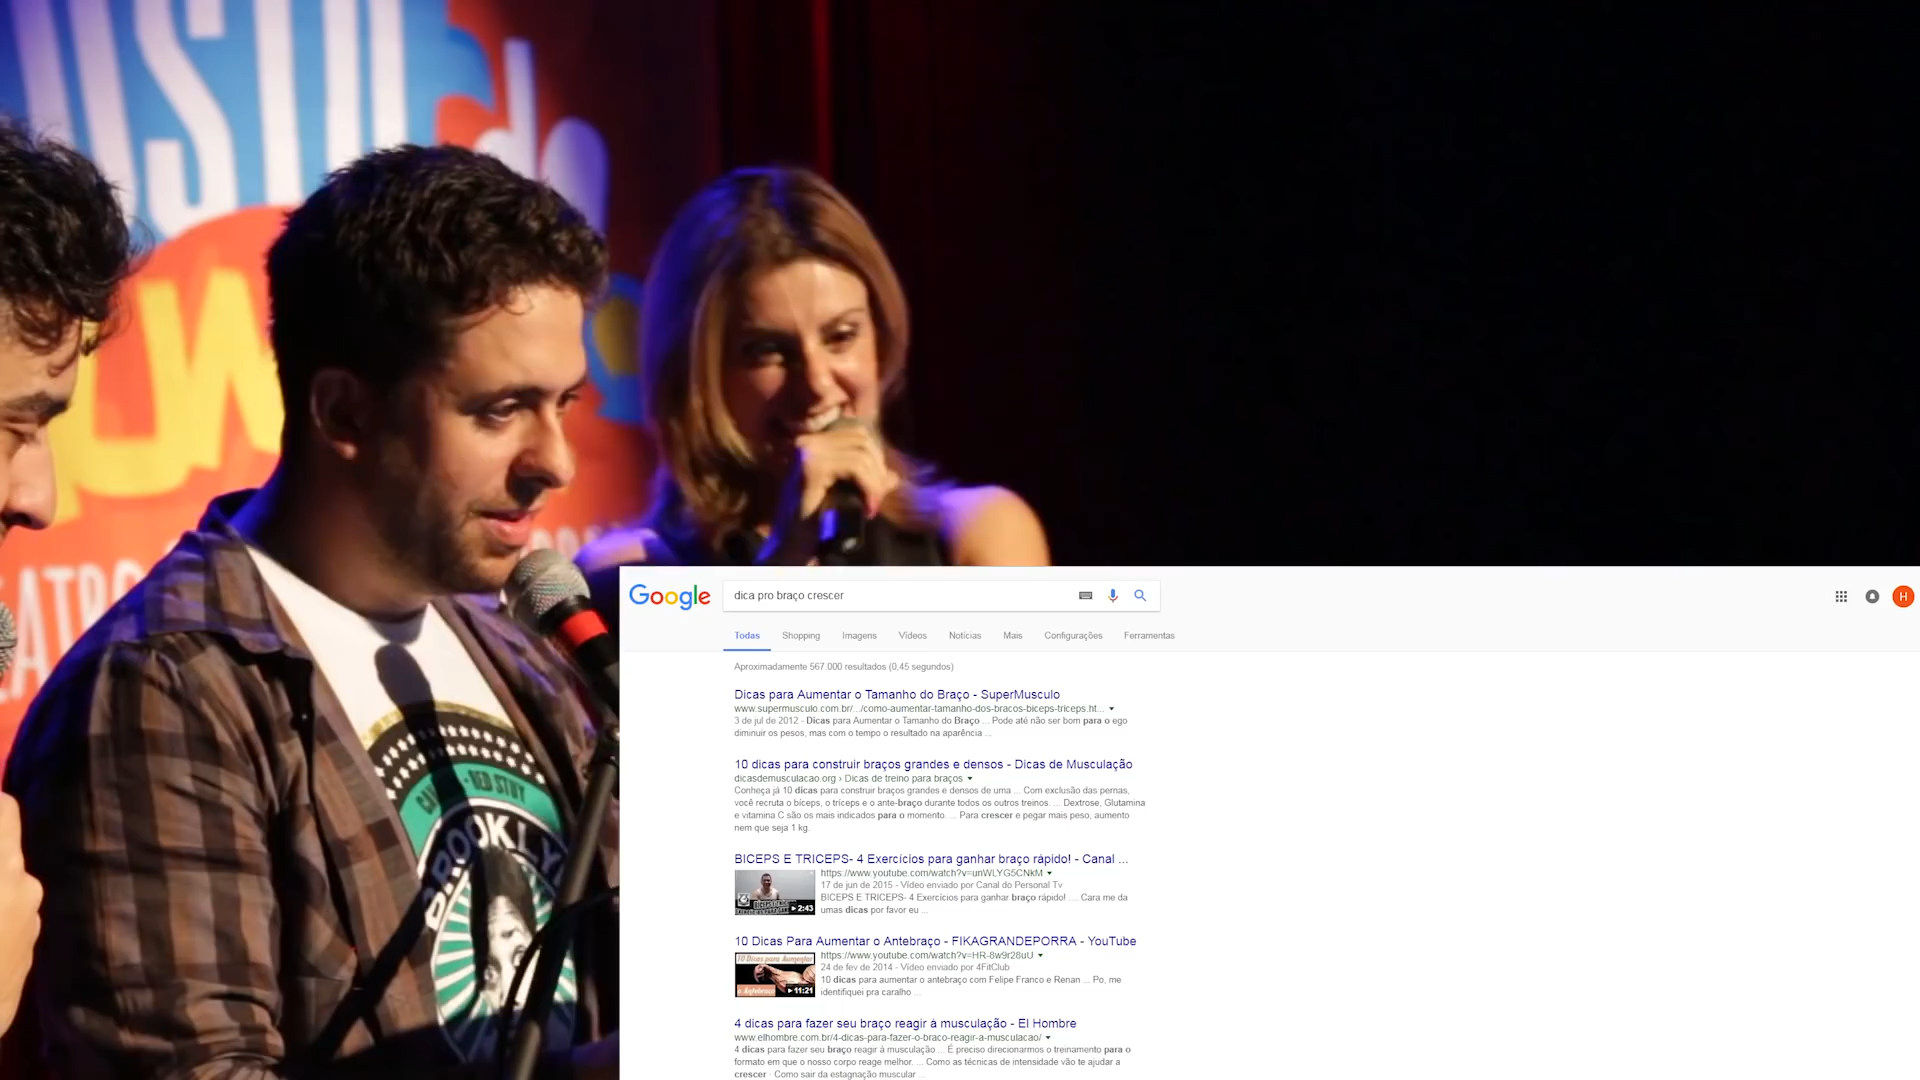 Google
dica pro braço crescer
H
Todas Shopping Imagens Vídeos Notícias Mais Configurações Ferramentas
Aproximadamente 567.000 resultados (0,45 segundos)
Dicas para Aumentar o Tamanho do Braço - SuperMusculo
www.supermusculo.com.br/.../como-aumentar-tamanho-dos-bracos-biceps-triceps.ht...
3 de jul de 2012 - Dicas para Aumentar o Tamanho do Braço ... Pode até não ser bom para o ego
diminuir os pesos, mas com o tempo o resultado na aparência ...
10 dicas para construir braços grandes e densos - Dicas de Musculação
dicasdemusculacao.org › Dicas de treino para braços
Conheça já 10 dicas para construir braços grandes e densos de uma ... Com exclusão das pernas,
você recruta o bíceps, o tríceps e o ante-braço durante todos os outros treinos. ... Dextrose, Glutamina
e vitamina C são os mais indicados para o momento. ... Para crescer e pegar mais peso, aumento
nem que seja 1 kg.
BICEPS E TRICEPS- 4 Exercícios para ganhar braço rápido! - Canal ...
https://www.youtube.com/watch?v=unWLYG5CNkM
17 de jun de 2015 - Vídeo enviado por Canal do Personal Tv
BICEPS E TRICEPS- 4 Exercícios para ganhar braço rápido! .... Cara me da
umas dicas por favor eu ...
2:43
10 Dicas Para Aumentar o Antebraço - FIKAGRANDEPORRA - YouTube
https://www.youtube.com/watch?v=HR-8w9r28uU
24 de fev de 2014 - Vídeo enviado por 4FitClub
10 dicas para aumentar o antebraço com Felipe Franco e Renan ... Po, me
identifiquei pra caralho ...
10 Dicas para Aumentar
o Antebraço
11:21
4 dicas para fazer seu braço reagir à musculação - El Hombre
www.elhombre.com.br/4-dicas-para-fazer-o-braco-reagir-a-musculacao/
4 dicas para fazer seu braço reagir à musculação ... É preciso direcionarmos o treinamento para o
formato em que o nosso corpo reage melhor. ... Como as técnicas de intensidade vão te ajudar a
crescer · Como sair da estagnação muscular ...
do
BED STUY
BROOKLY